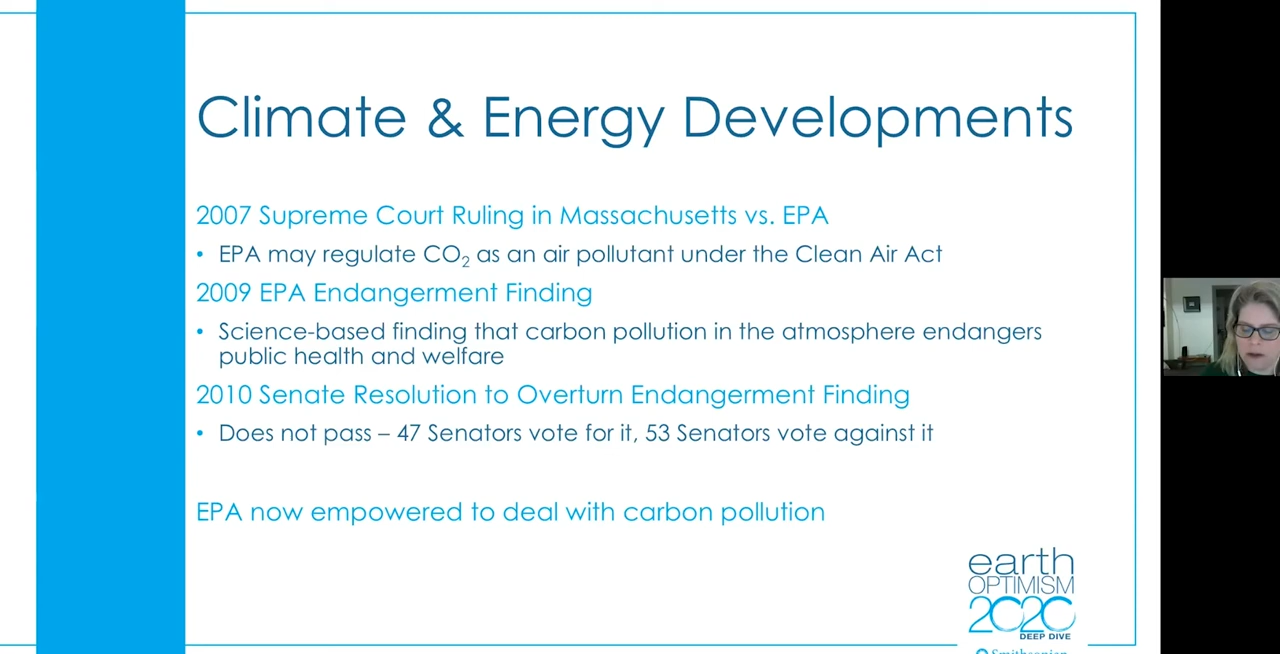 Climate & Energy Developments
2007 Supreme Court Ruling in Massachusetts vs. EPA
• EPA may regulate CO₂ as an air pollutant under the Clean Air Act
2009 EPA Endangerment Finding
• Science-based finding that carbon pollution in the atmosphere endangers
public health and welfare
2010 Senate Resolution to Overturn Endangerment Finding
• Does not pass – 47 Senators vote for it, 53 Senators vote against it
EPA now empowered to deal with carbon pollution
earth
OPTIMISM
2020
DEEP DIVE
Smithsonian